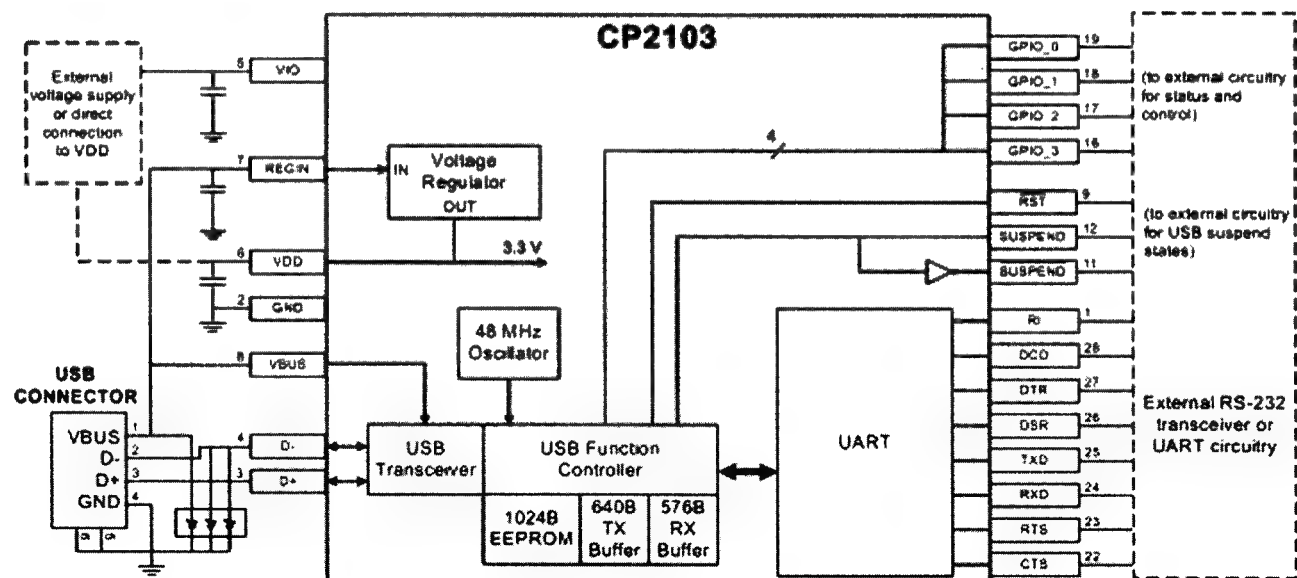 CP2103
External
voltage supply
or direct
connection
to VDD
5
VIO
7
REGIN
IN
Voltage
Regulator
OUT
6
VDD
3.3 V
2
GND
8
VBUS
48 MHz
Oscillator
USB
CONNECTOR
VBUS
D-
D+
GND
1
2
3
4
4
D-
3
D+
USB
Transceiver
USB Function
Controller
1024B
EEPROM
640B
TX
Buffer
576B
RX
Buffer
UART
4
GPIO_0
19
GPIO_1
18
GPIO_2
17
GPIO_3
16
RST
9
SUSPEND
12
SUSPEND
11
RI
1
DCD
28
DTR
27
DSR
26
TXD
25
RXD
24
RTS
23
CTS
22
(to external circuitry
for status and
control)
(to external circuitry
for USB suspend
states)
External RS-232
transceiver or
UART circuitry